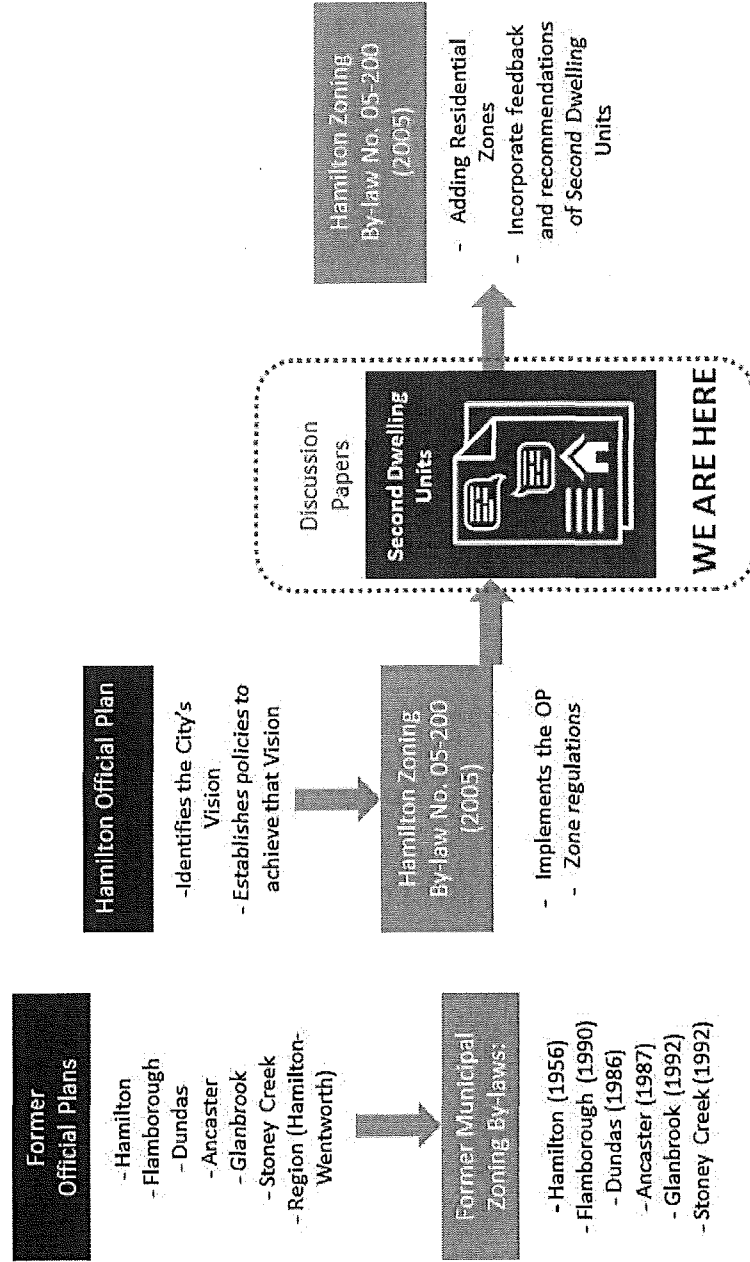 Former
Official Plans
- Hamilton
- Flamborough
- Dundas
- Ancaster
- Glanbrook
- Stoney Creek
- Region (Hamilton-
Wentworth)
Former Municipal
Zoning By-laws:
- Hamilton (1956)
- Flamborough (1990)
- Dundas (1986)
- Ancaster (1987)
- Glanbrook (1992)
- Stoney Creek (1992)
Hamilton Official Plan
-Identifies the City's
Vision
- Establishes policies to
achieve that Vision
Hamilton Zoning
By-law No. 05-200
(2005)
- Implements the OP
- Zone regulations
Discussion
Papers
Second Dwelling
Units
WE ARE HERE
Hamilton Zoning
By-law No. 05-200
(2005)
- Adding Residential
Zones
- Incorporate feedback
and recommendations
of Second Dwelling
Units